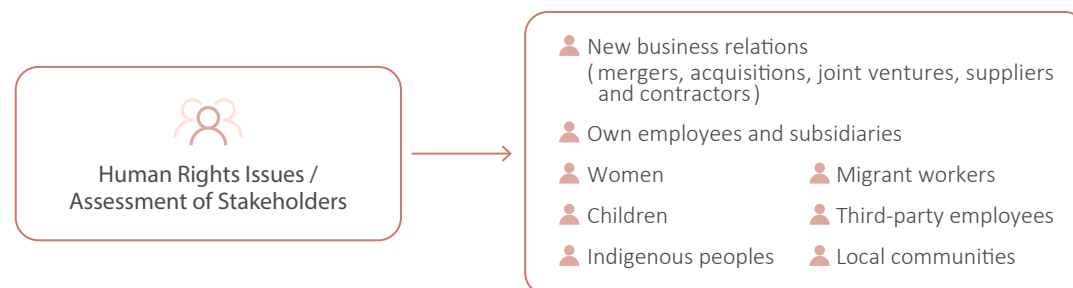 Human Rights Issues /
Assessment of Stakeholders
New business relations
(mergers, acquisitions, joint ventures, suppliers
and contractors)
Own employees and subsidiaries
Women
Migrant workers
Children
Third-party employees
Indigenous peoples
Local communities